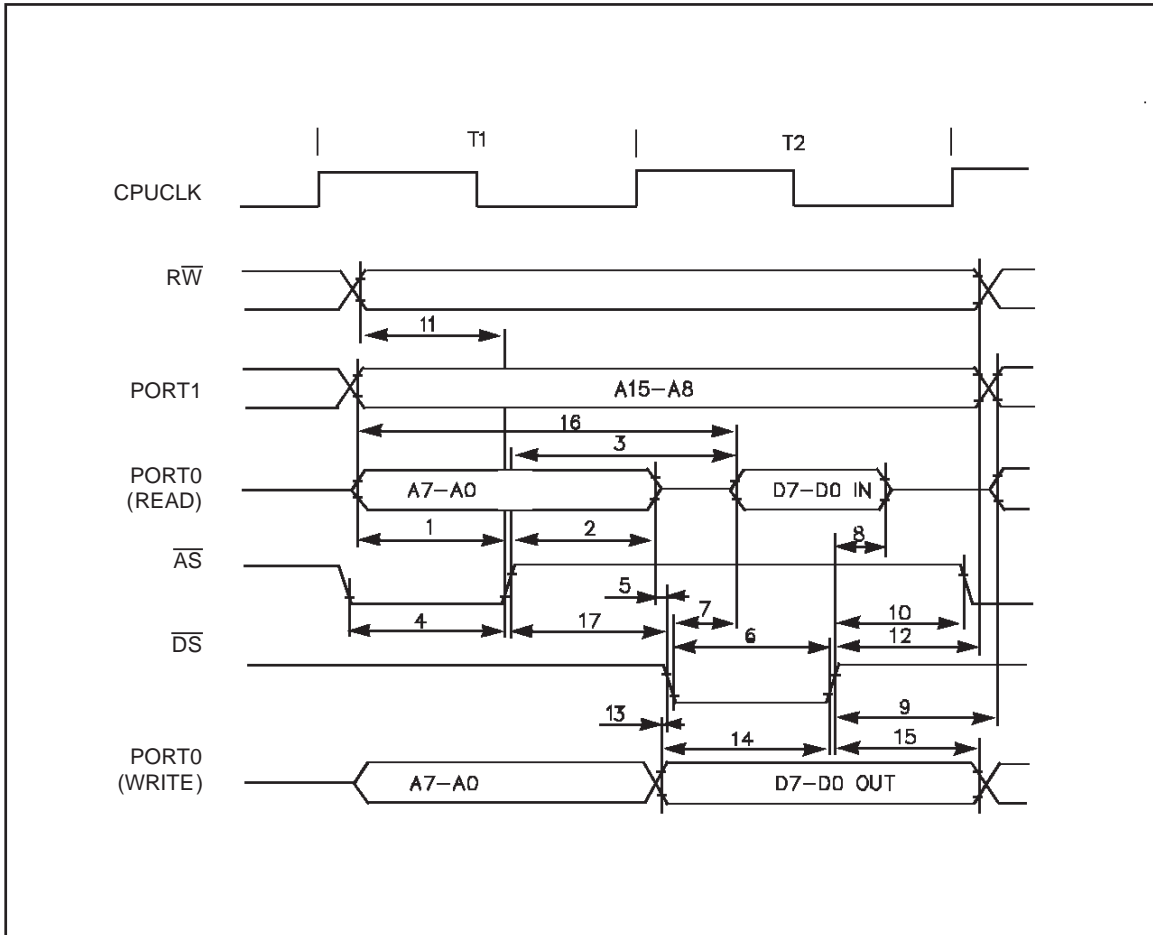 T1 T2
CPUCLK
RW̅
11
PORT1 A15-A8
16
3
PORT0
(READ)
A7-A0 D7-D0 IN
1 2 8
A̅S̅
5 7 10
4 17 6 12
D̅S̅
13 9
14 15
PORT0
(WRITE)
A7-A0 D7-D0 OUT